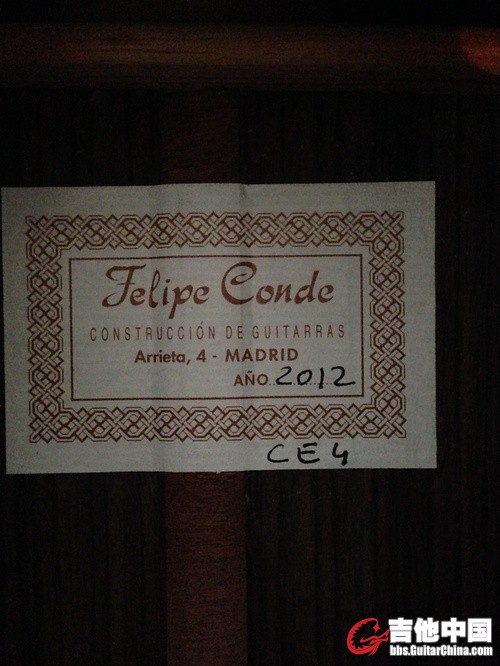 Felipe Conde
CONSTRUCCIÓN DE GUITARRAS
Arrieta, 4 - MADRID
AÑO 2012
CE4
吉他中国
bbs.GuitarChina.com